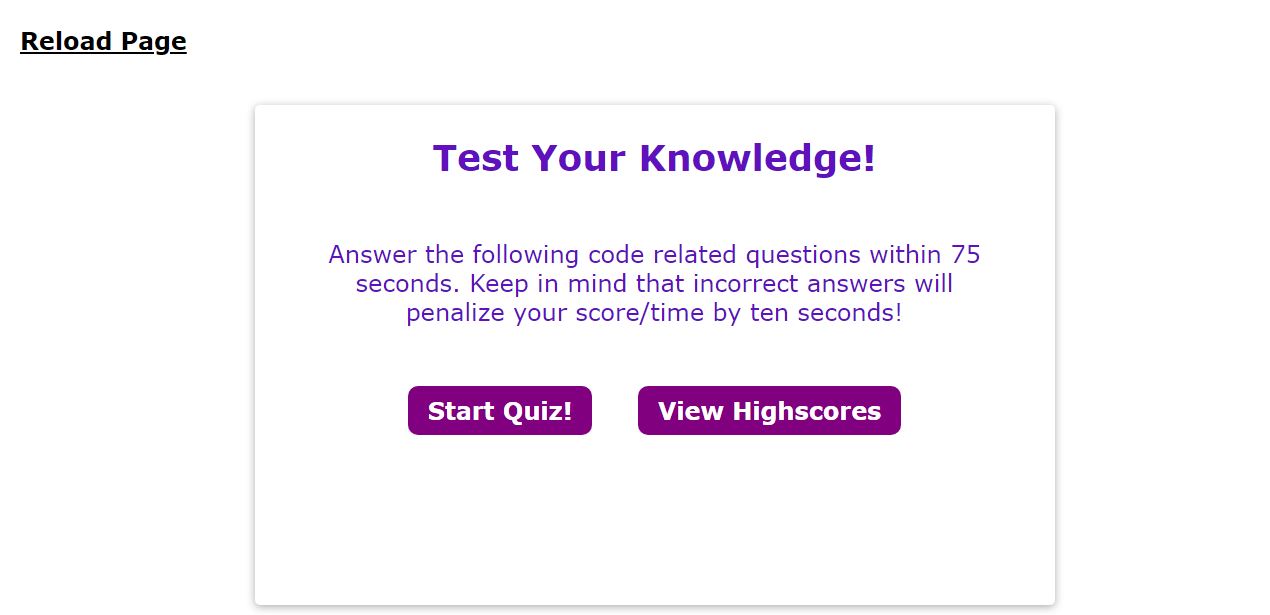 Reload Page
Test Your Knowledge!
Answer the following code related questions within 75
seconds. Keep in mind that incorrect answers will
penalize your score/time by ten seconds!
Start Quiz!
View Highscores